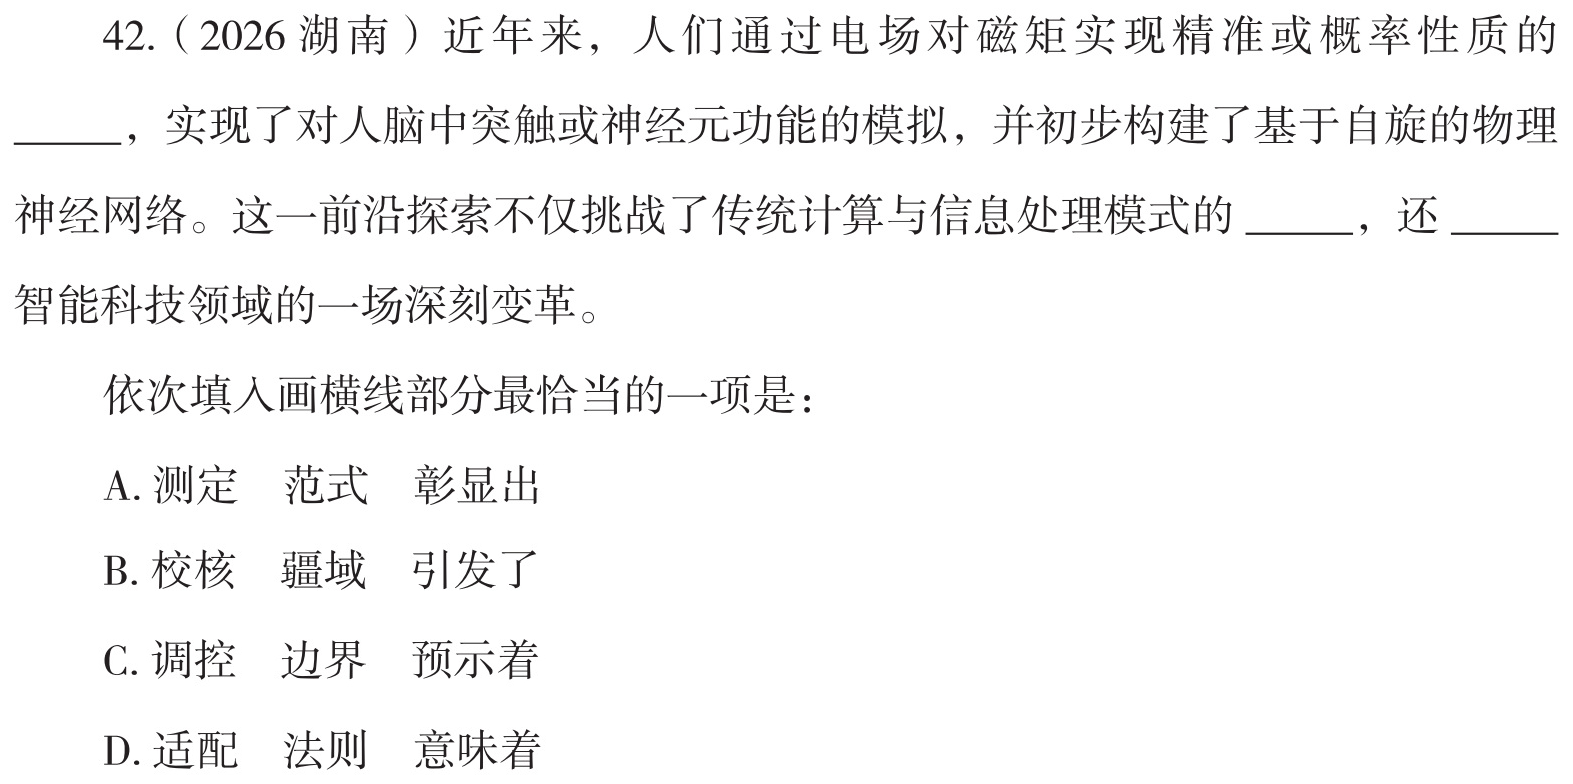 42.（2026 湖南）近年来，人们通过电场对磁矩实现精准或概率性质的
_____，实现了对人脑中突触或神经元功能的模拟，并初步构建了基于自旋的物理
神经网络。这一前沿探索不仅挑战了传统计算与信息处理模式的 _____，还 _____
智能科技领域的一场深刻变革。
依次填入画横线部分最恰当的一项是：
A. 测定　范式　彰显出
B. 校核　疆域　引发了
C. 调控　边界　预示着
D. 适配　法则　意味着